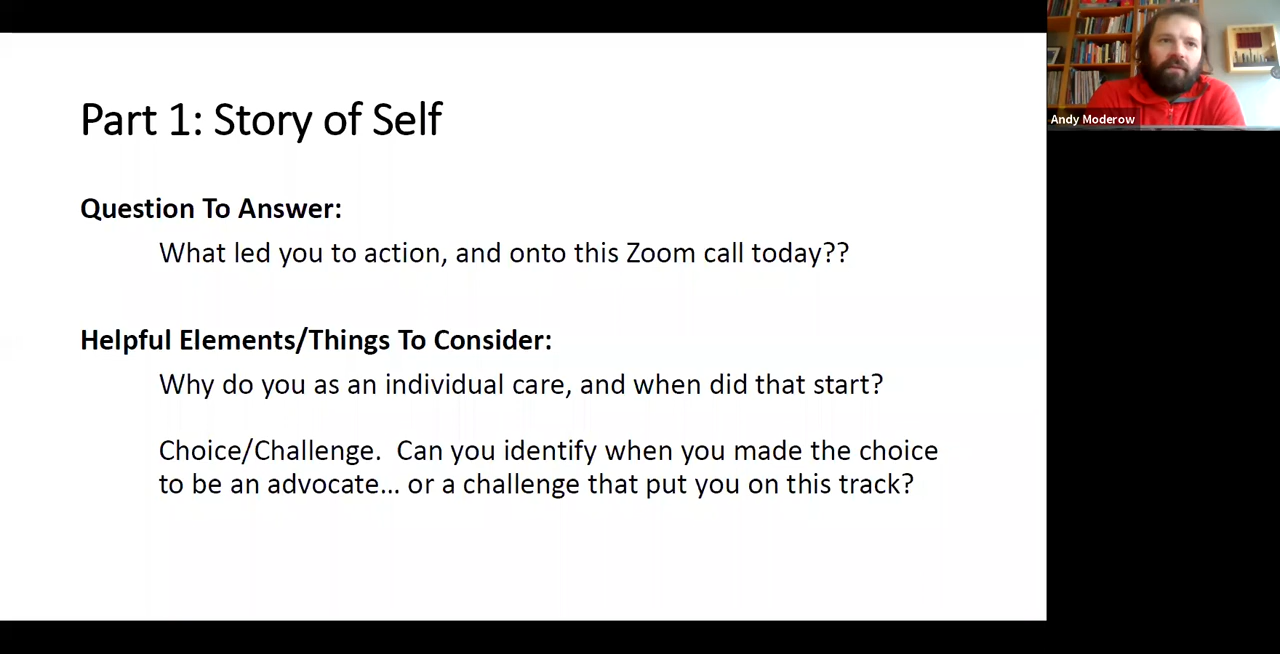 Part 1: Story of Self
Question To Answer:
What led you to action, and onto this Zoom call today??
Helpful Elements/Things To Consider:
Why do you as an individual care, and when did that start?
Choice/Challenge.  Can you identify when you made the choice
to be an advocate... or a challenge that put you on this track?
Andy Moderow